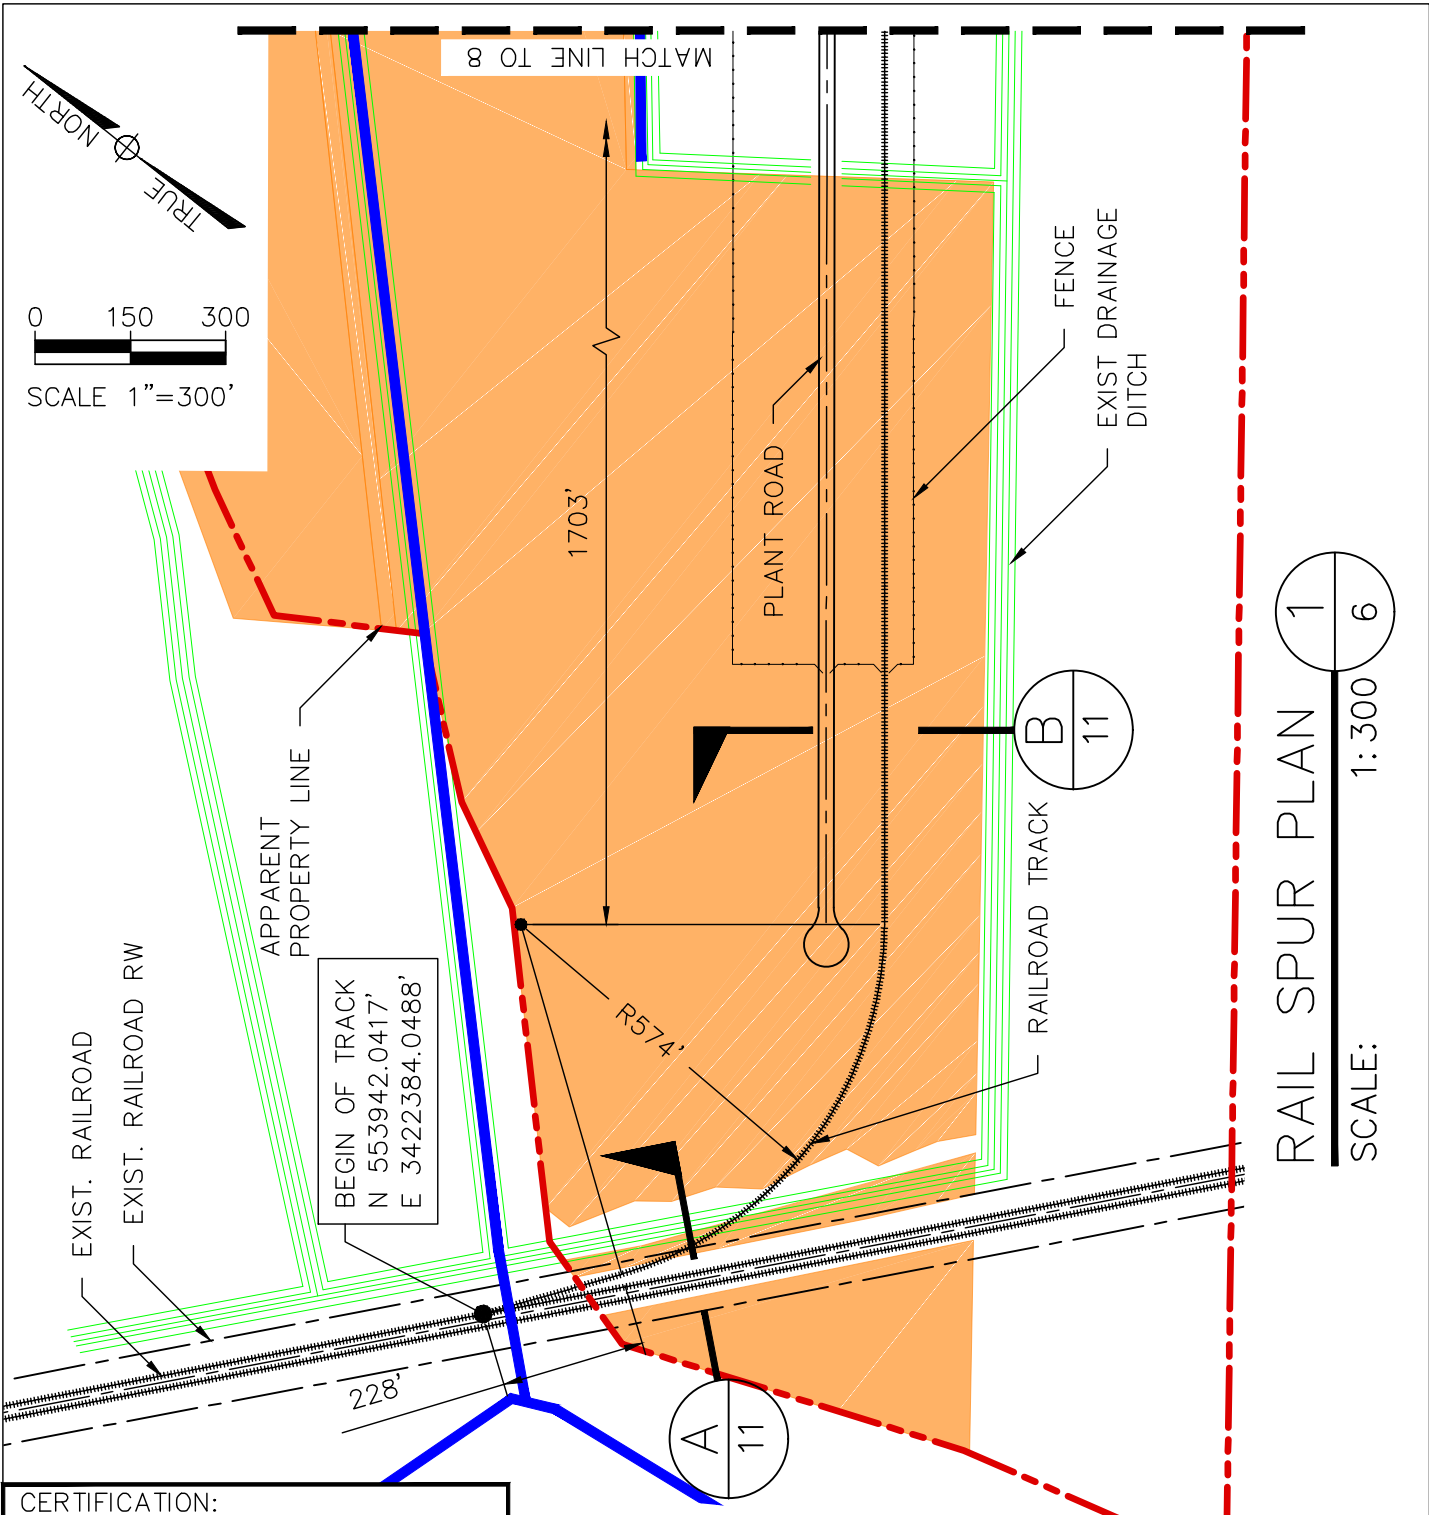 MATCH LINE TO 8
NORTH
TRUE
0 150 300
SCALE 1"=300'
1703'
PLANT ROAD
FENCE
EXIST DRAINAGE
DITCH
APPARENT
PROPERTY LINE
EXIST. RAILROAD
EXIST. RAILROAD RW
BEGIN OF TRACK
N 553942.0417'
E 3422384.0488'
R574'
RAILROAD TRACK
B
11
228'
A
11
RAIL SPUR PLAN
SCALE: 1:300
1
6
CERTIFICATION: